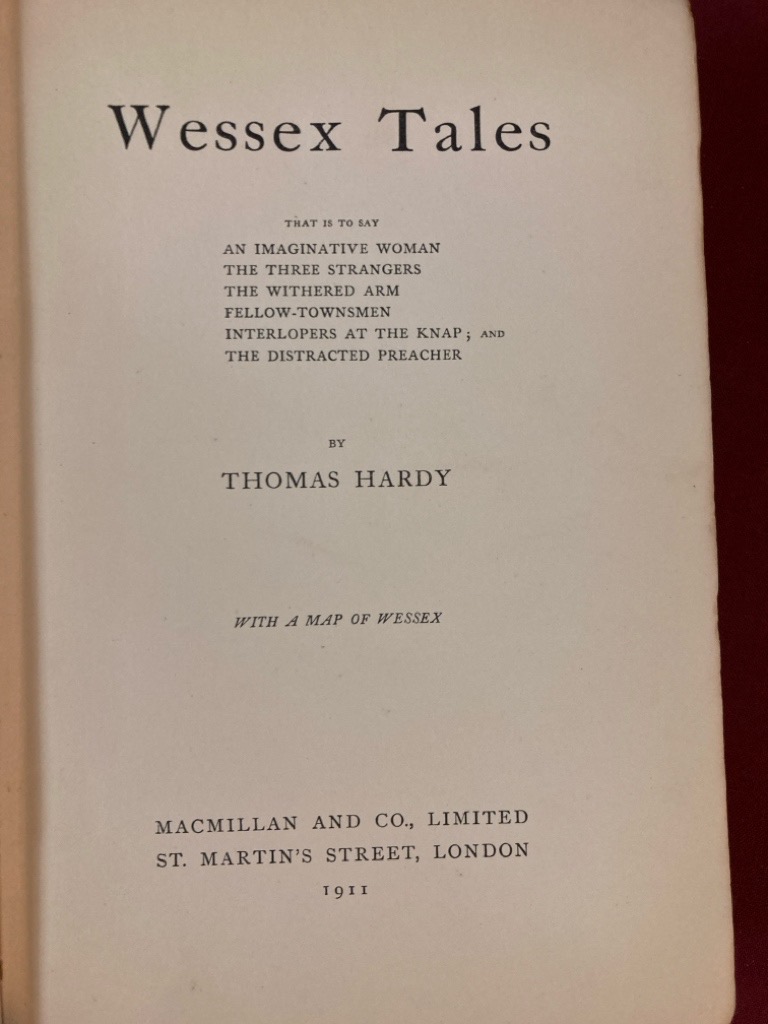 Wessex Tales
THAT IS TO SAY
AN IMAGINATIVE WOMAN
THE THREE STRANGERS
THE WITHERED ARM
FELLOW-TOWNSMEN
INTERLOPERS AT THE KNAP; AND
THE DISTRACTED PREACHER
BY
THOMAS HARDY
WITH A MAP OF WESSEX
MACMILLAN AND CO., LIMITED
ST. MARTIN'S STREET, LONDON
1911